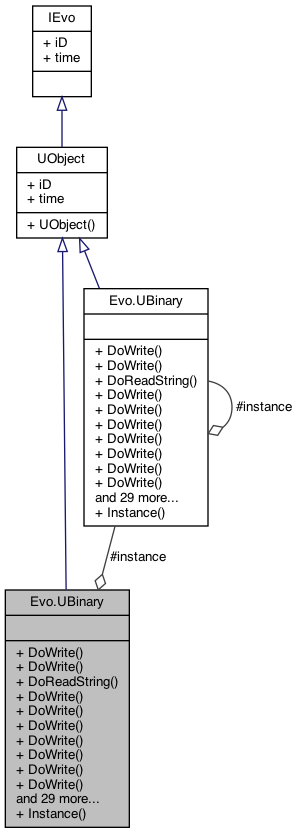 IEvo
+ iD
+ time
UObject
+ iD
+ time
+ UObject()
Evo.UBinary
+ DoWrite()
+ DoWrite()
+ DoReadString()
+ DoWrite()
+ DoWrite()
+ DoWrite()
+ DoWrite()
+ DoWrite()
+ DoWrite()
+ DoWrite()
and 29 more...
+ Instance()
#instance
#instance
Evo.UBinary
+ DoWrite()
+ DoWrite()
+ DoReadString()
+ DoWrite()
+ DoWrite()
+ DoWrite()
+ DoWrite()
+ DoWrite()
+ DoWrite()
+ DoWrite()
and 29 more...
+ Instance()